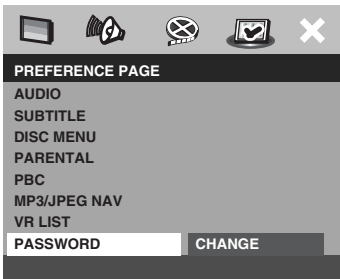 PREFERENCE PAGE
AUDIO
SUBTITLE
DISC MENU
PARENTAL
PBC
MP3/JPEG NAV
VR LIST
PASSWORD CHANGE